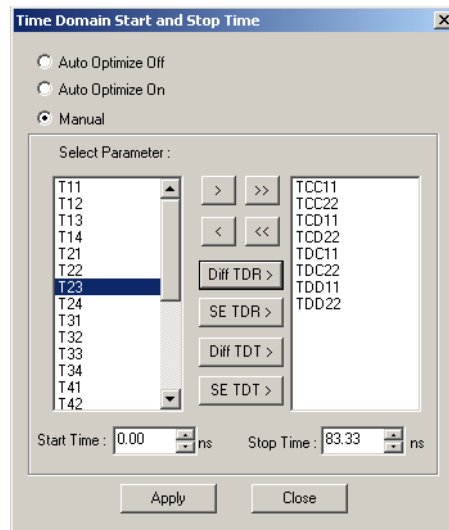 Time Domain Start and Stop Time
Auto Optimize Off
Auto Optimize On
Manual
Select Parameter :
T11
T12
T13
T14
T21
T22
T23
T24
T31
T32
T33
T34
T41
T42
>
>>
<
<<
Diff TDR >
SE TDR >
Diff TDT >
SE TDT >
TCC11
TCC22
TCD11
TCD22
TDC11
TDC22
TDD11
TDD22
Start Time : 0.00 ns
Stop Time : 83.33 ns
Apply
Close